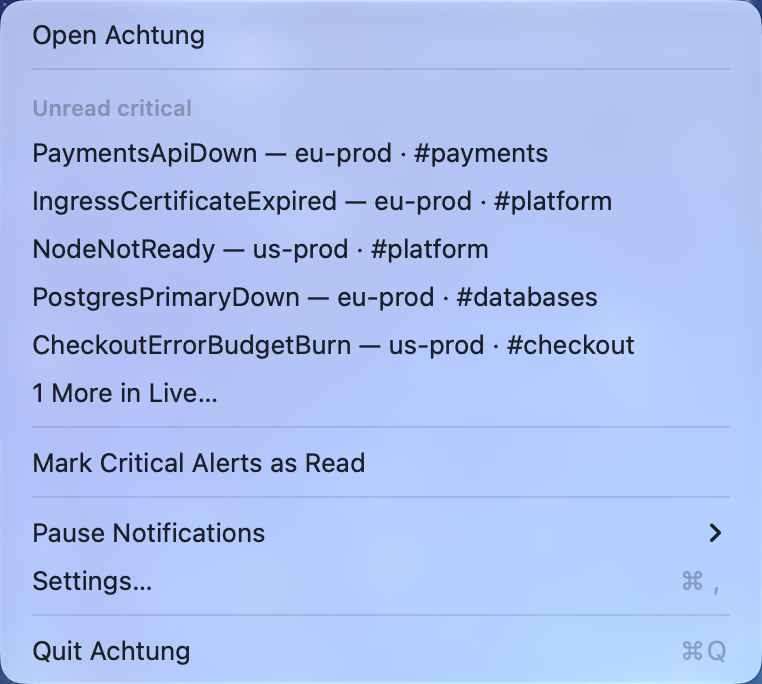 Open Achtung
Unread critical
PaymentsApiDown — eu-prod · #payments
IngressCertificateExpired — eu-prod · #platform
NodeNotReady — us-prod · #platform
PostgresPrimaryDown — eu-prod · #databases
CheckoutErrorBudgetBurn — us-prod · #checkout
1 More in Live…
Mark Critical Alerts as Read
Pause Notifications
Settings… ⌘ ,
Quit Achtung ⌘Q